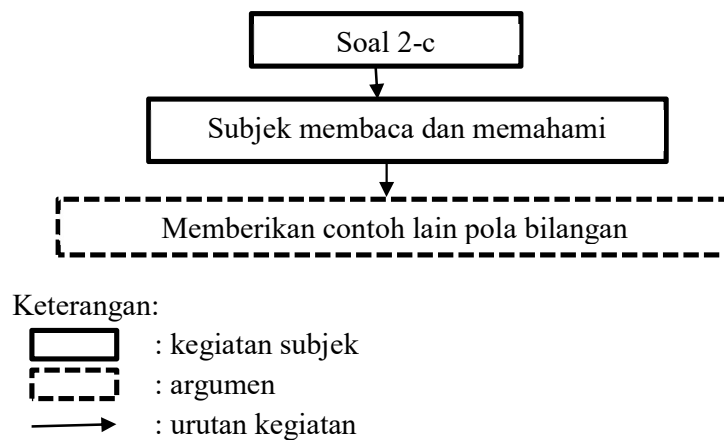 Soal 2-c
Subjek membaca dan memahami
Memberikan contoh lain pola bilangan
Keterangan:
: kegiatan subjek
: argumen
: urutan kegiatan